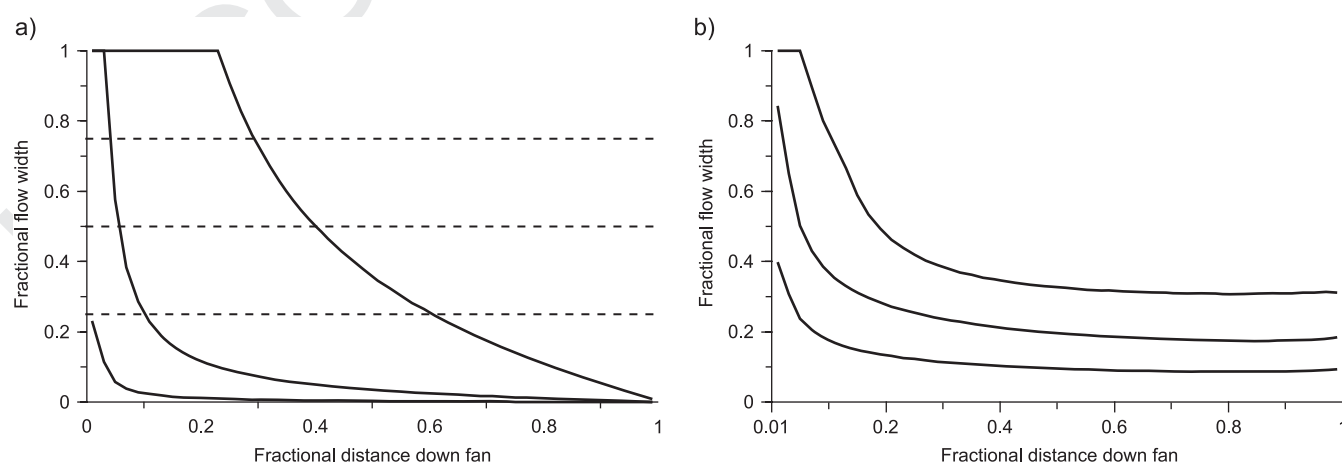 a)
Fractional flow width
1
0.8
0.6
0.4
0.2
0
0 0.2 0.4 0.6 0.8 1
Fractional distance down fan
b)
Fractional flow width
1
0.8
0.6
0.4
0.2
0
0.01 0.2 0.4 0.6 0.8 1
Fractional distance down fan